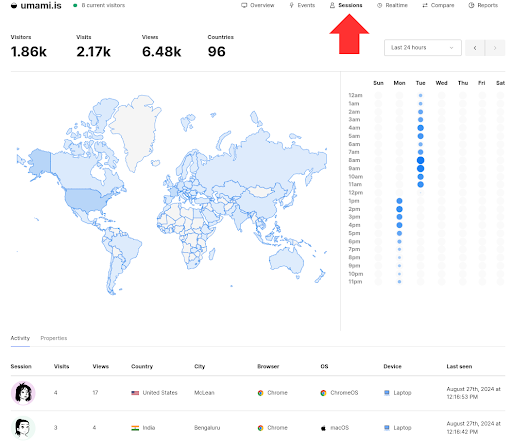 umami.is
6 current visitors
Overview
Events
Sessions
Realtime
Compare
Reports
Visitors
1.86k
Visits
2.17k
Views
6.48k
Countries
96
Last 24 hours
Sun Mon Tue Wed Thu Fri Sat
12am
1am
2am
3am
4am
5am
6am
7am
8am
9am
10am
11am
12pm
1pm
2pm
3pm
4pm
5pm
6pm
7pm
8pm
9pm
10pm
11pm
Activity Properties
Session Visits Views Country City Browser OS Device Last seen
4 17 United States McLean Chrome ChromeOS Laptop August 27th, 2024 at
12:16:53 PM
3 4 India Bengaluru Chrome macOS Laptop August 27th, 2024 at
12:16:42 PM